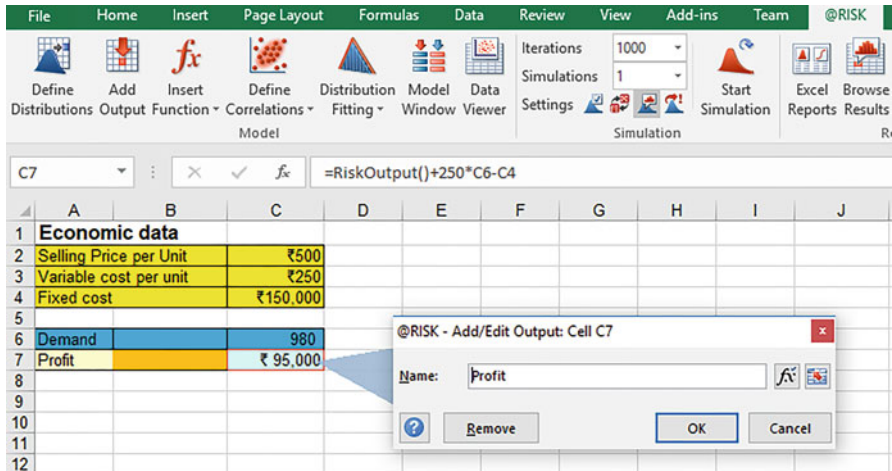 File Home Insert Page Layout Formulas Data Review View Add-ins Team @RISK
Define Distributions
Add Output
Insert Function
Define Correlations
Distribution Fitting
Model Window
Data Viewer
Iterations 1000
Simulations 1
Settings
Start Simulation
Excel Reports
Browse Results
Model
Simulation
R
C7 fx =RiskOutput()+250*C6-C4
A B C D E F G H I J
1 Economic data
2 Selling Price per Unit ₹500
3 Variable cost per unit ₹250
4 Fixed cost ₹150,000
5
6 Demand 980
7 Profit ₹ 95,000
8
9
10
11
12
@RISK - Add/Edit Output: Cell C7
x
Name: Profit
fx
? Remove OK Cancel